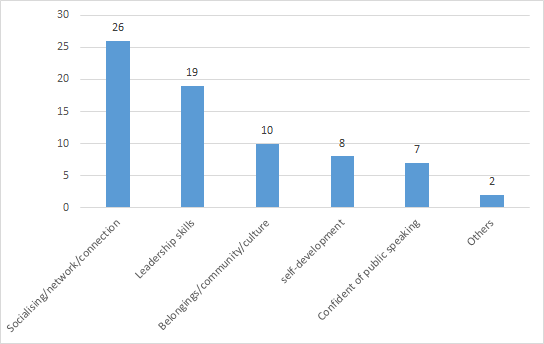 30
25
20
15
10
5
0
26
19
10
8
7
2
Socialising/network/connection
Leadership skills
Belongings/community/culture
self-development
Confident of public speaking
Others